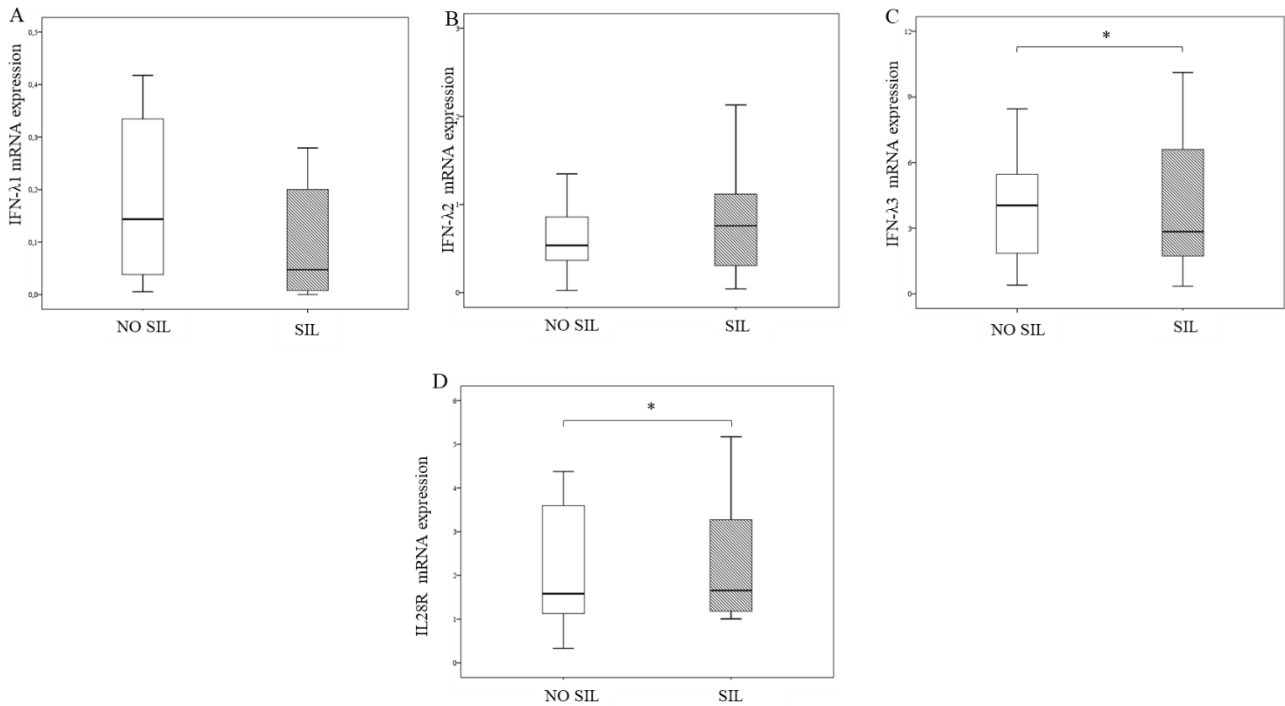 A
IFN-λ1 mRNA expression
0,5
0,4
0,3
0,2
0,1
0,0
NO SIL
SIL
B
IFN-λ2 mRNA expression
3
2
1
0
NO SIL
SIL
C
IFN-λ3 mRNA expression
12
9
6
3
0
*
NO SIL
SIL
D
IL28R mRNA expression
6
5
4
3
2
1
0
*
NO SIL
SIL